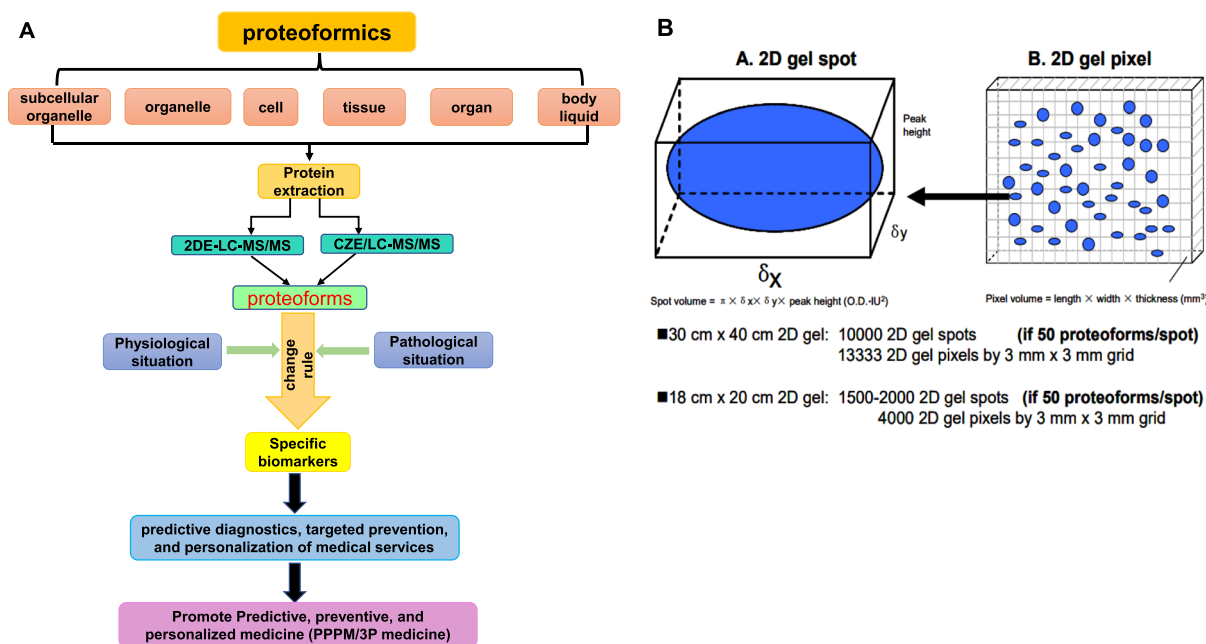 A
proteoformics
subcellular
organelle
organelle
cell
tissue
organ
body
liquid
Protein
extraction
2DE-LC-MS/MS
CZE/LC-MS/MS
proteoforms
Physiological
situation
change
rule
Pathological
situation
Specific
biomarkers
predictive diagnostics, targeted prevention,
and personalization of medical services
Promote Predictive, preventive, and
personalized medicine (PPPM/3P medicine)
B
A. 2D gel spot
B. 2D gel pixel
Peak
height
δy
δX
Spot volume = π × δ x× δ y× peak height (O.D.-IU²)
Pixel volume = length × width × thickness (mm³)
■30 cm x 40 cm 2D gel: 10000 2D gel spots (if 50 proteoforms/spot)
13333 2D gel pixels by 3 mm x 3 mm grid
■18 cm x 20 cm 2D gel: 1500-2000 2D gel spots (if 50 proteoforms/spot)
4000 2D gel pixels by 3 mm x 3 mm grid